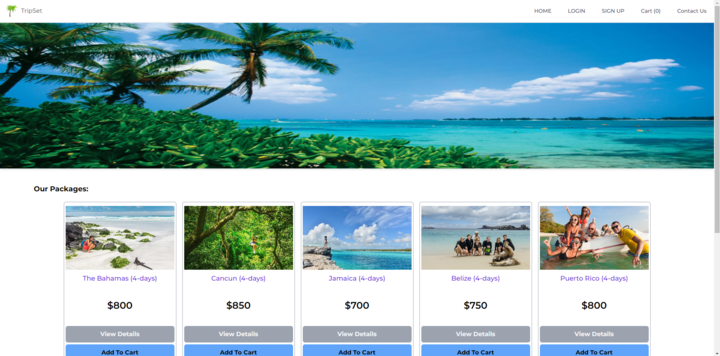 TripSet
HOME LOGIN SIGN UP Cart (0) Contact Us
Our Packages:
The Bahamas (4-days) Cancun (4-days) Jamaica (4-days) Belize (4-days) Puerto Rico (4-days)
$800 $850 $700 $750 $800
View Details View Details View Details View Details View Details
Add To Cart Add To Cart Add To Cart Add To Cart Add To Cart